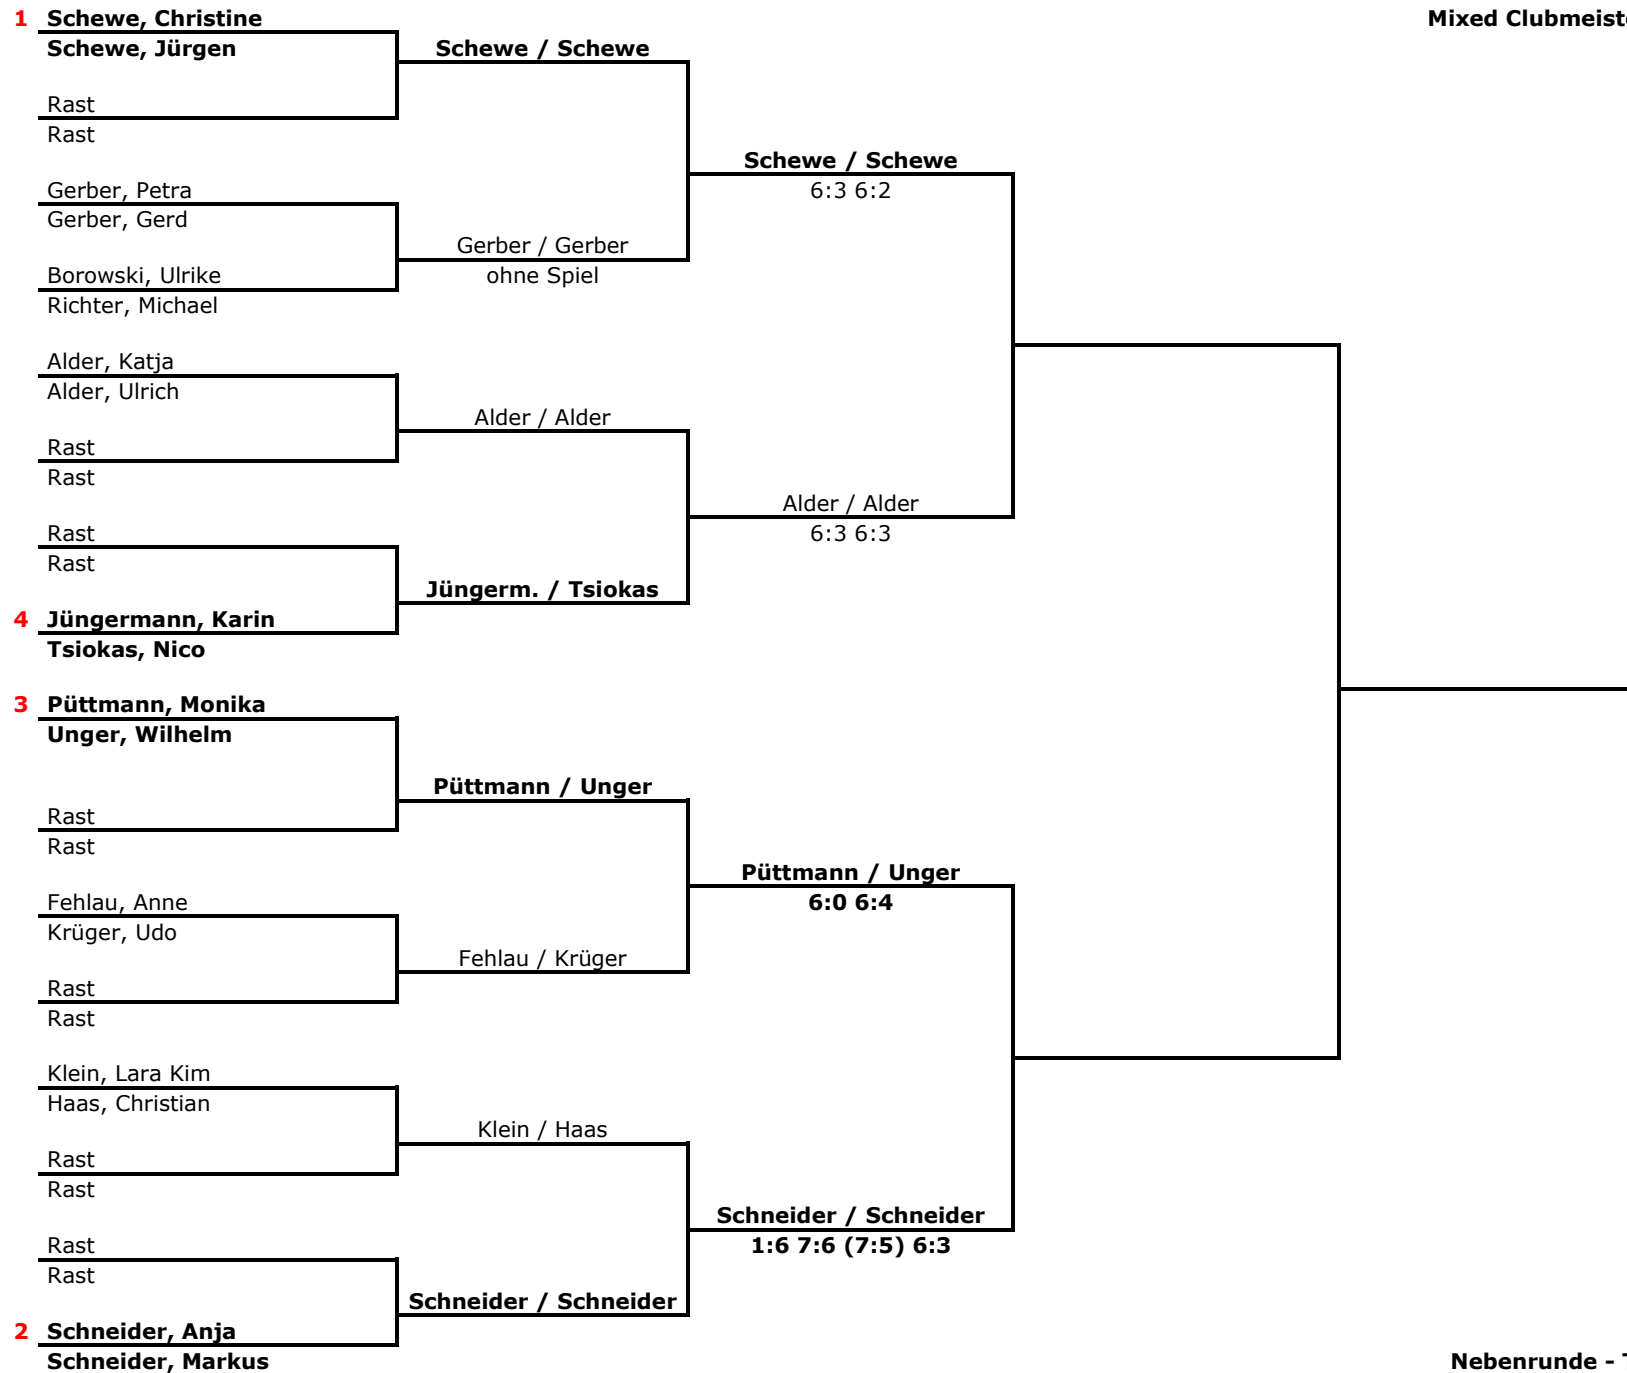 1 Schewe, Christine
Mixed Clubmeist
Schewe, Jürgen
Schewe / Schewe
Rast
Rast
Schewe / Schewe
6:3 6:2
Gerber, Petra
Gerber, Gerd
Gerber / Gerber
ohne Spiel
Borowski, Ulrike
Richter, Michael
Alder, Katja
Alder, Ulrich
Alder / Alder
Rast
Rast
Alder / Alder
6:3 6:3
Rast
Rast
Jüngerm. / Tsiokas
4 Jüngermann, Karin
Tsiokas, Nico
3 Püttmann, Monika
Unger, Wilhelm
Püttmann / Unger
Rast
Rast
Püttmann / Unger
6:0 6:4
Fehlau, Anne
Krüger, Udo
Fehlau / Krüger
Rast
Rast
Klein, Lara Kim
Haas, Christian
Klein / Haas
Rast
Rast
Schneider / Schneider
1:6 7:6 (7:5) 6:3
Rast
Rast
Schneider / Schneider
2 Schneider, Anja
Schneider, Markus
Nebenrunde -